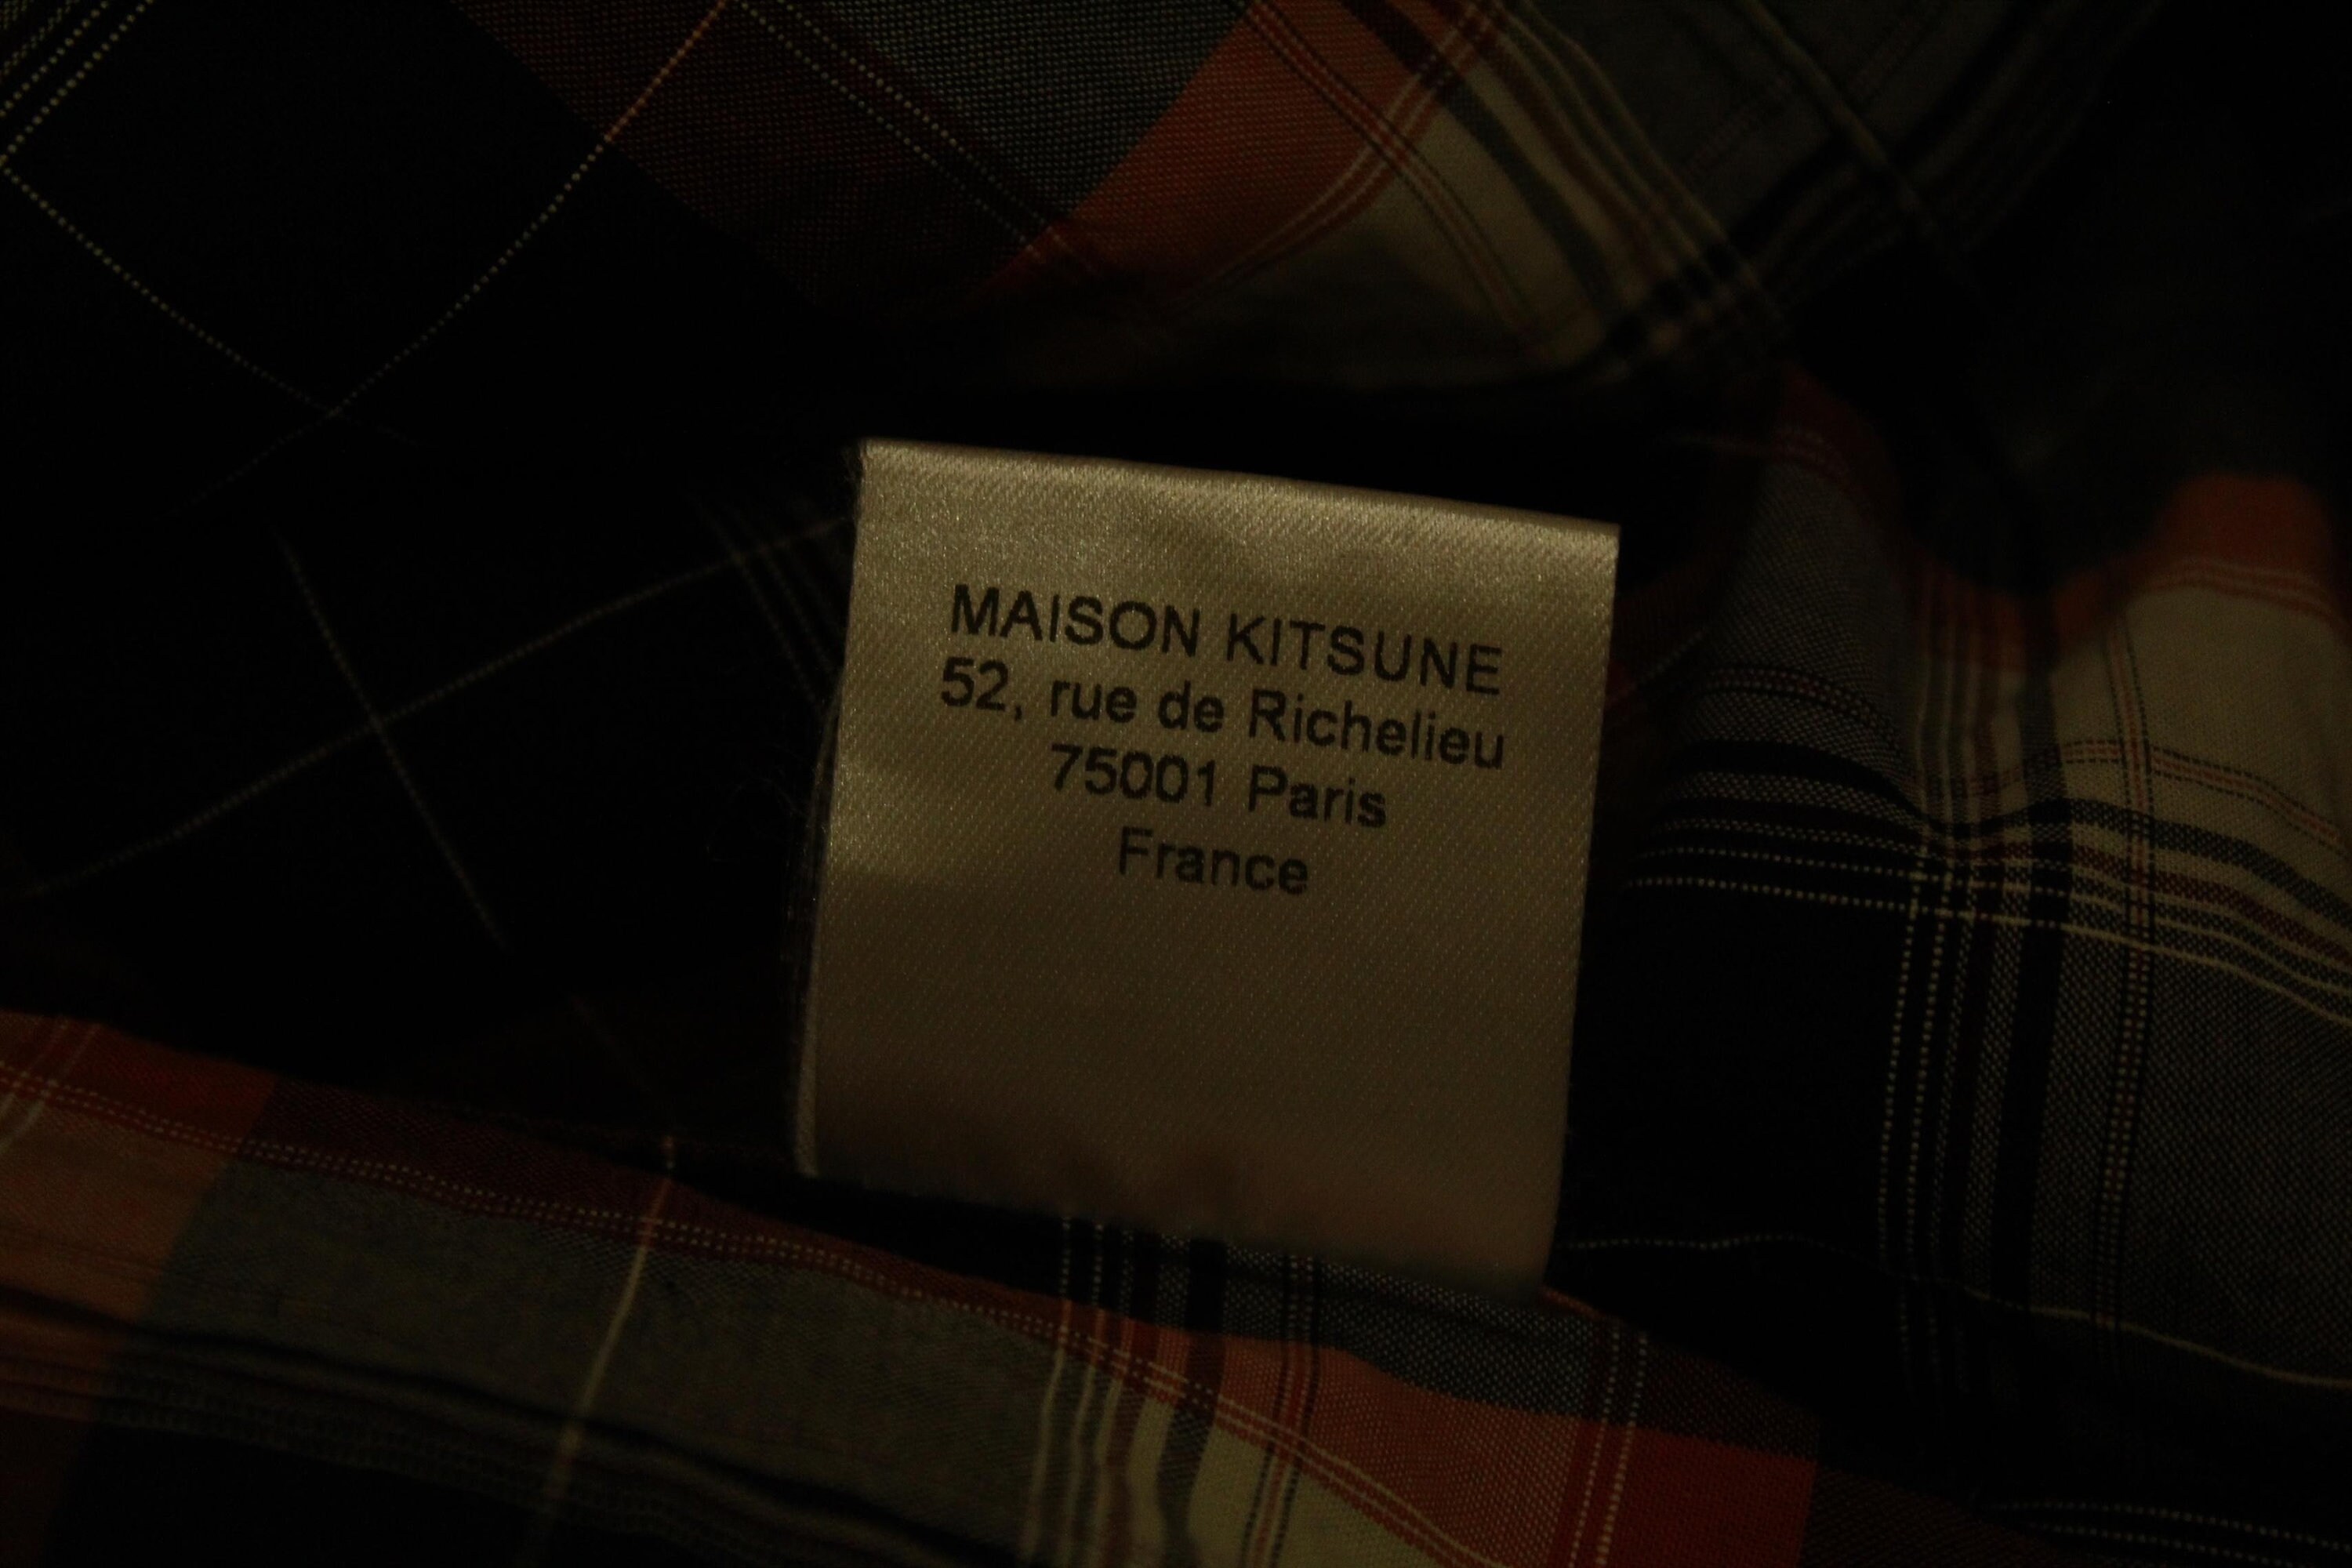 MAISON KITSUNE
52, rue de Richelieu
75001 Paris
France